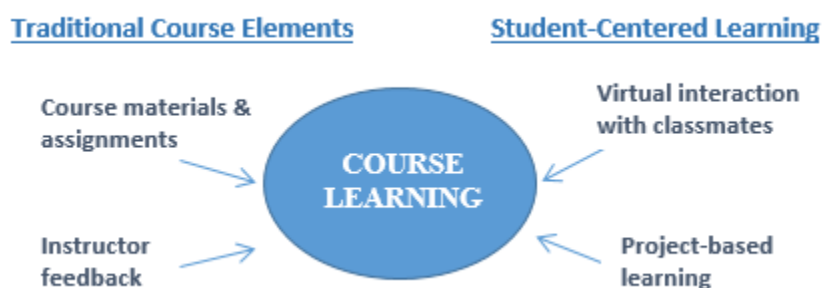 Traditional Course Elements
Student-Centered Learning
Course materials &
assignments
Virtual interaction
with classmates
COURSE
LEARNING
Instructor
feedback
Project-based
learning